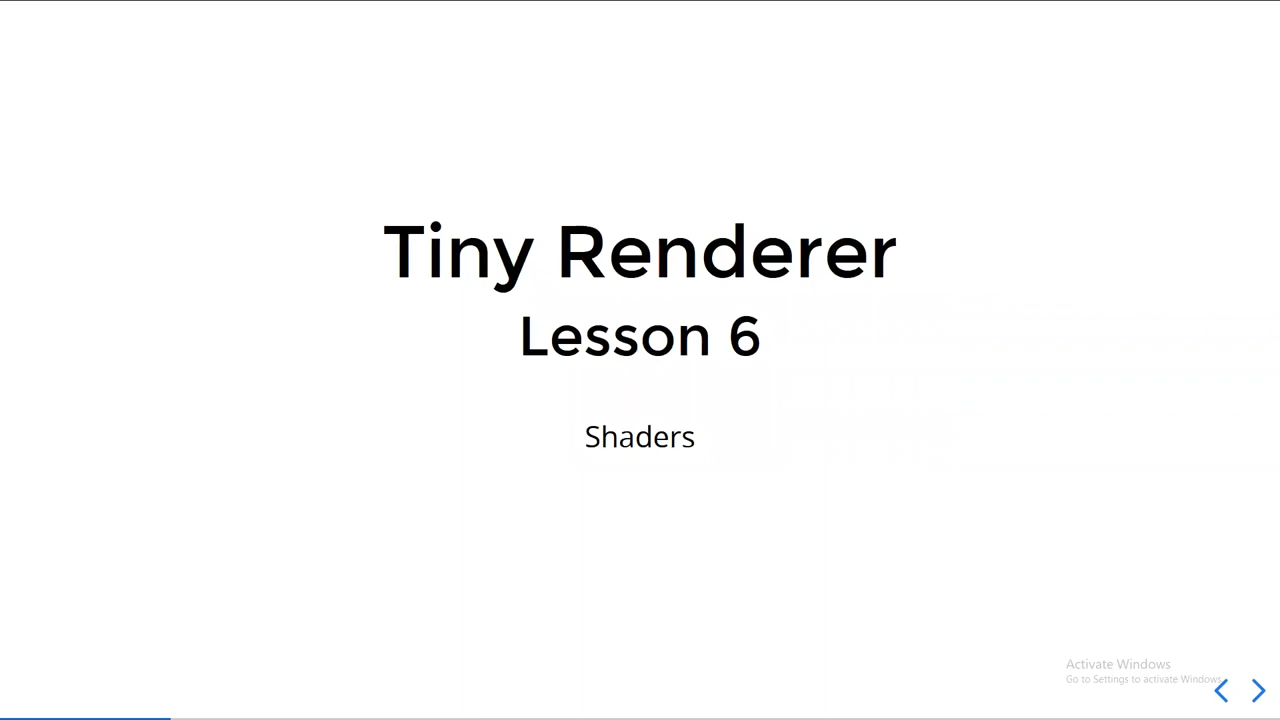 Tiny Renderer
Lesson 6
Shaders
Activate Windows
Go to Settings to activate Windows.